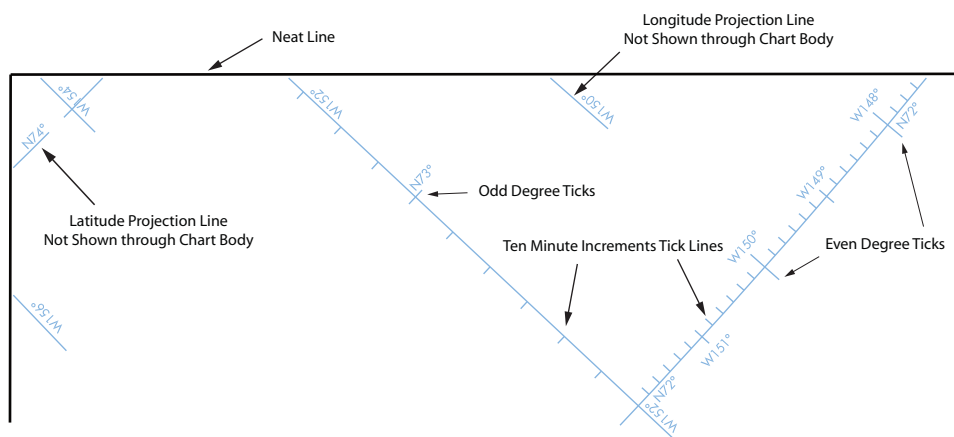 Longitude Projection Line
Not Shown through Chart Body
Neat Line
W154°
W152°
W150°
W148°
N72°
N74°
N73°
W149°
Odd Degree Ticks
Latitude Projection Line
Not Shown through Chart Body
Ten Minute Increments Tick Lines
W150°
Even Degree Ticks
W156°
W151°
N72°
W152°